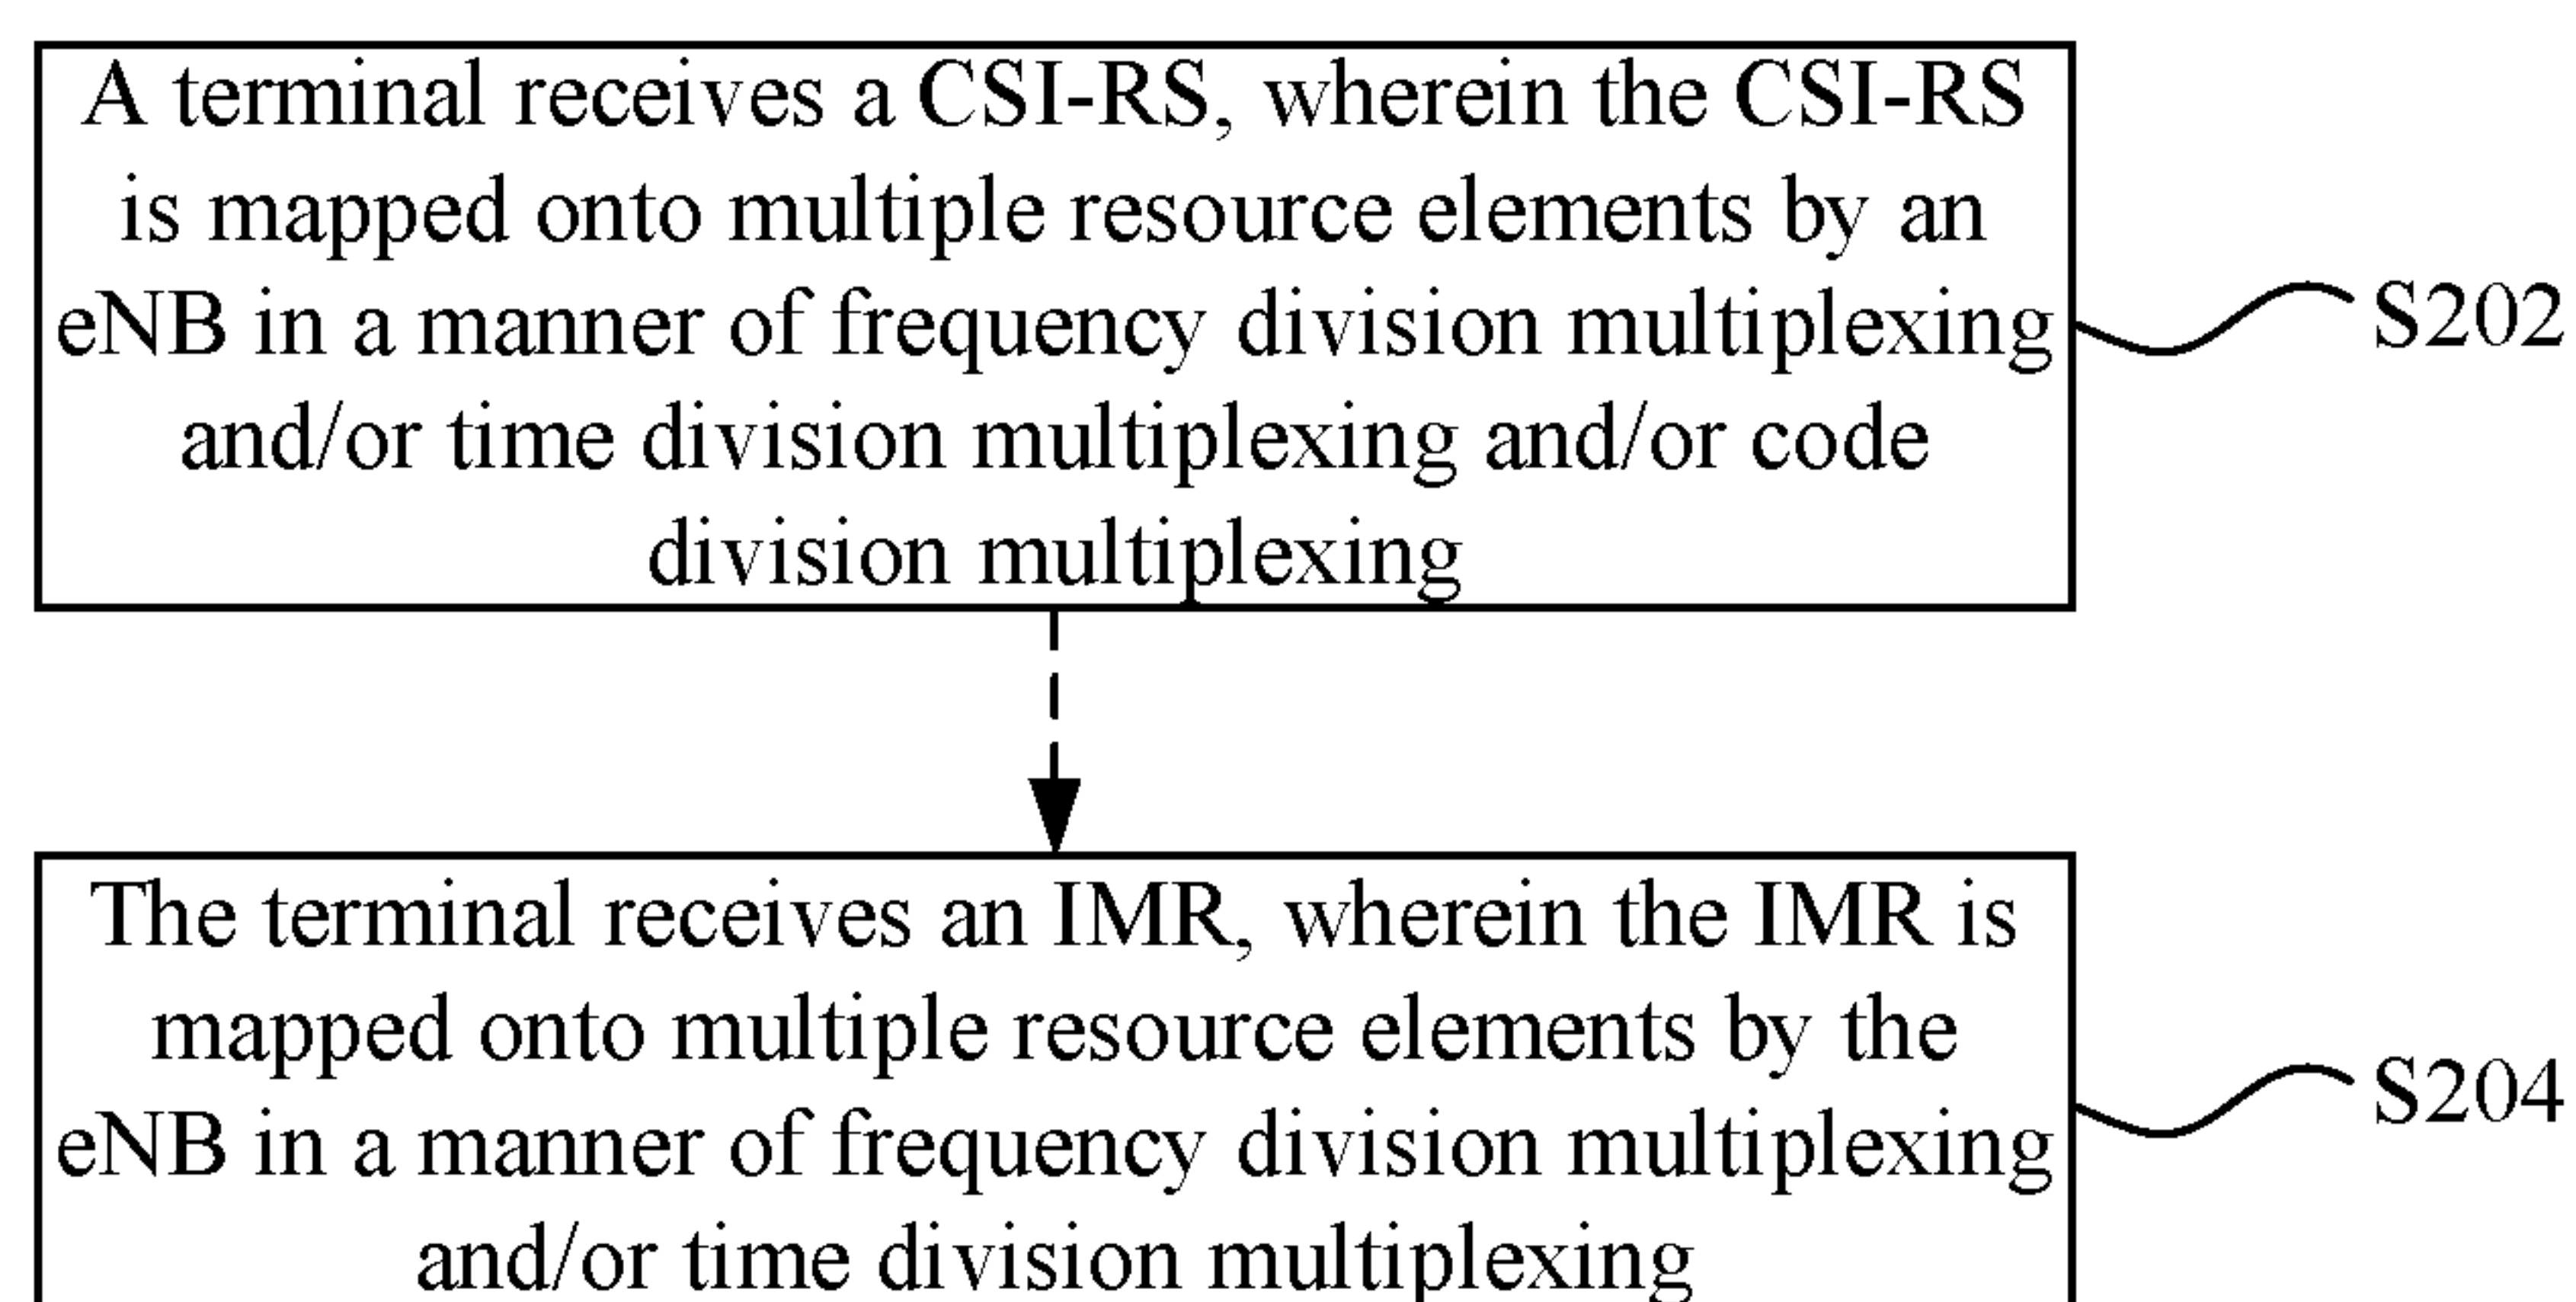 A terminal receives a CSI-RS, wherein the CSI-RS
is mapped onto multiple resource elements by an
eNB in a manner of frequency division multiplexing
and/or time division multiplexing and/or code
division multiplexing
S202
The terminal receives an IMR, wherein the IMR is
mapped onto multiple resource elements by the
eNB in a manner of frequency division multiplexing
and/or time division multiplexing
S204